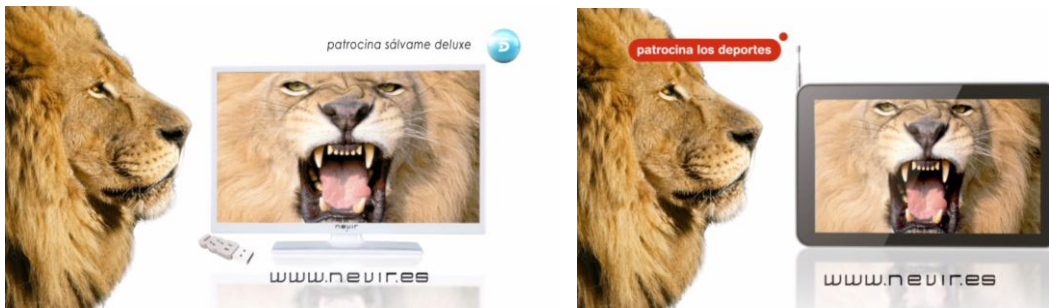 patrocina sálvame deluxe
D
nevir
www.nevir.es
patrocina los deportes
www.nevir.es